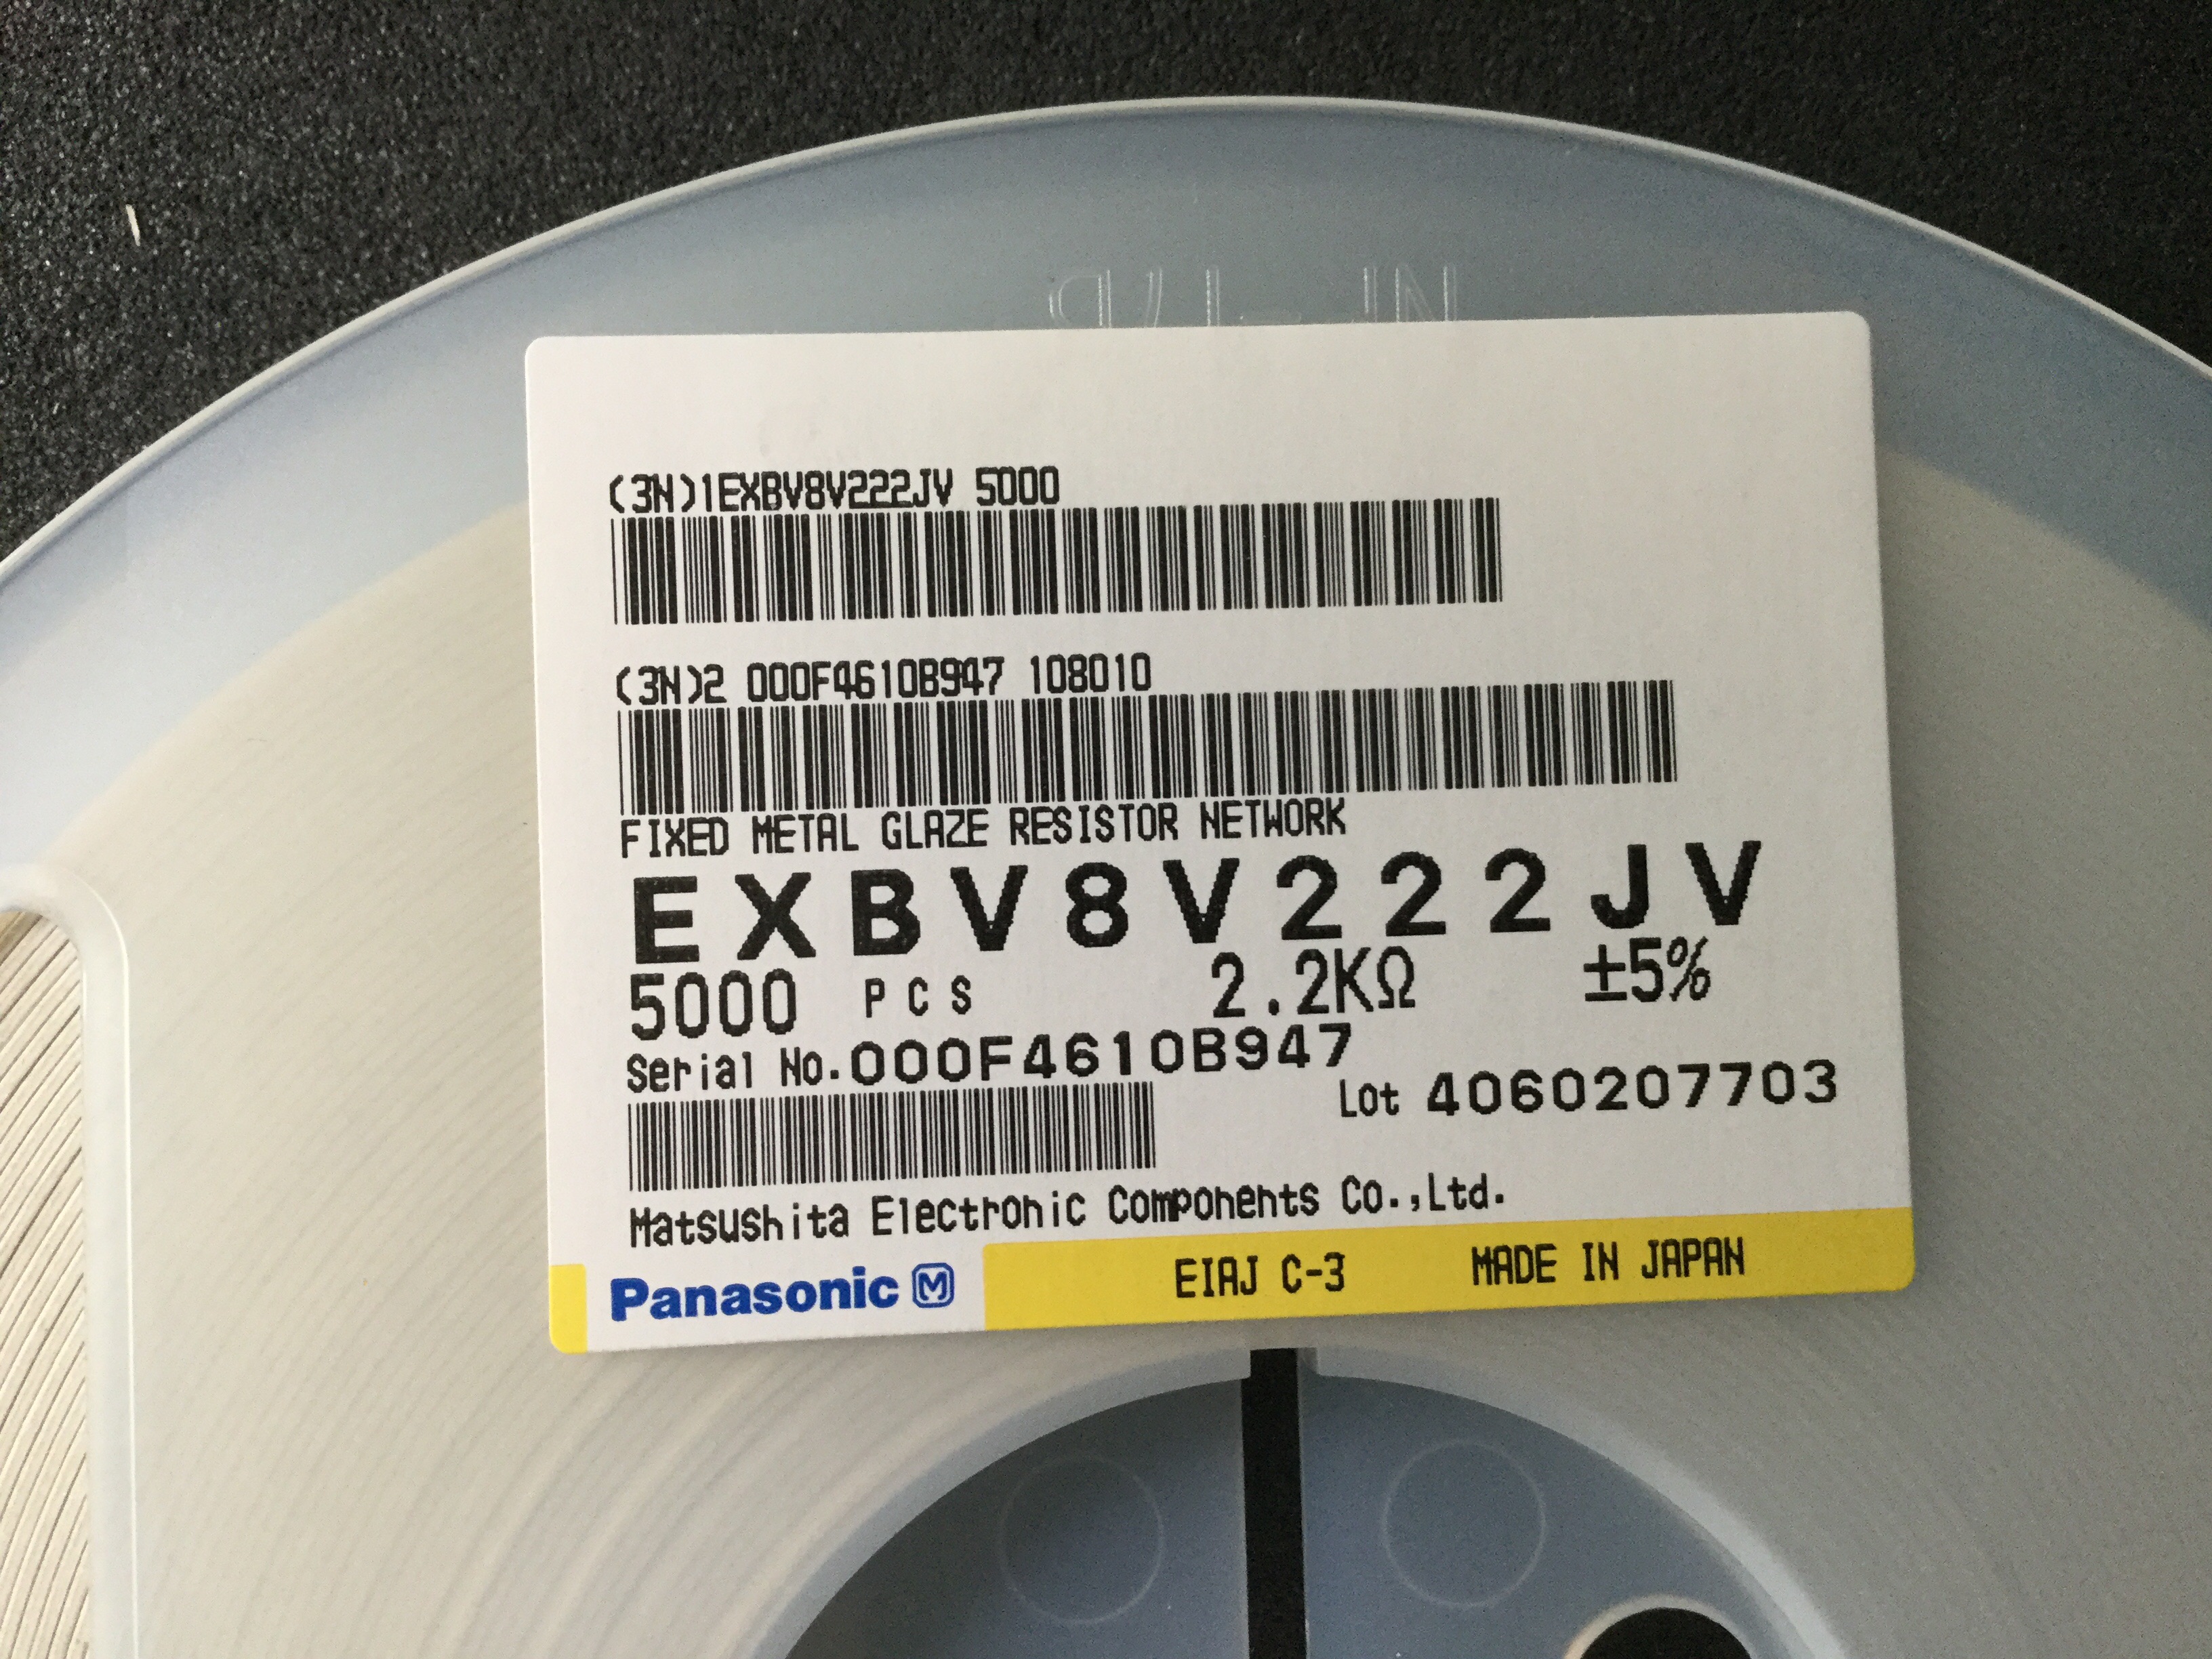 (3N)1EXBV8V222JV 5000
(3N)2 000F4610B947 108010
FIXED METAL GLAZE RESISTOR NETWORK
EXBV8V222JV
5000 PCS 2.2KΩ ±5%
Serial No.000F4610B947
Lot 4060207703
Matsushita Electronic Components Co.,Ltd.
Panasonic M EIAJ C-3 MADE IN JAPAN